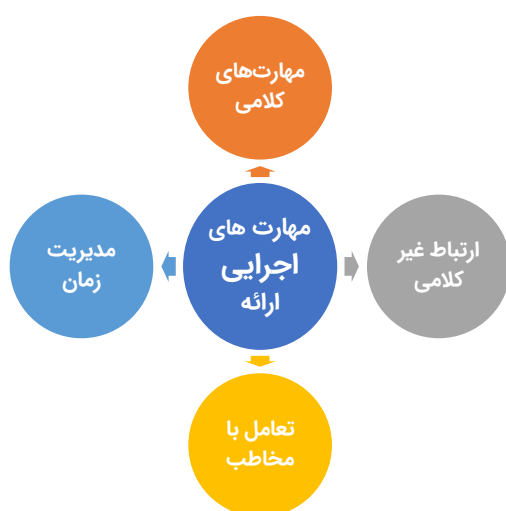 مهارت‌های
کلامی
مهارت های
اجرایی
ارائه
ارتباط غیر
کلامی
مدیریت
زمان
تعامل با
مخاطب